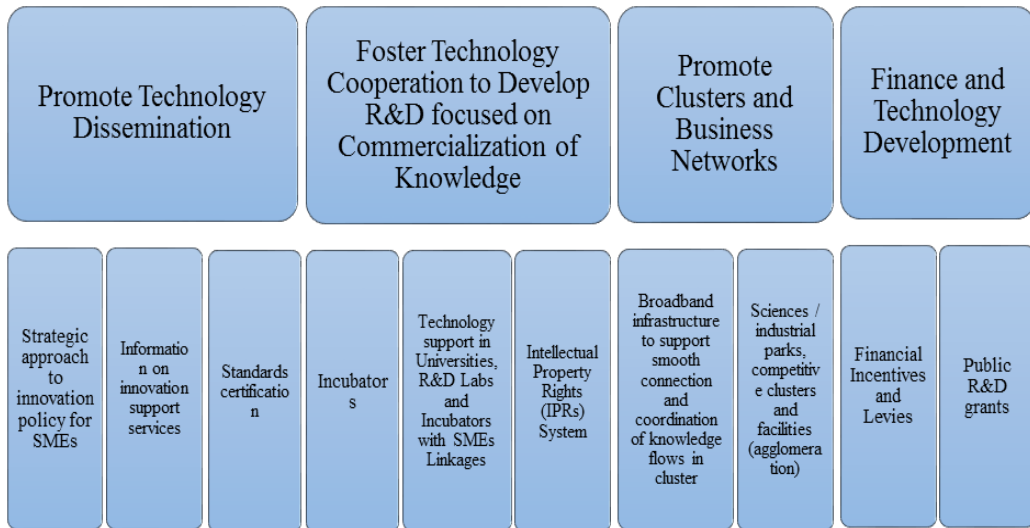 Promote Technology
Dissemination
Foster Technology
Cooperation to Develop
R&D focused on
Commercialization of
Knowledge
Promote
Clusters and
Business
Networks
Finance and
Technology
Development
Strategic
approach
to
innovation
policy for
SMEs
Informatio
n on
innovation
support
services
Standards
certificatio
n
Incubator
s
Technology
support in
Universities,
R&D Labs
and
Incubators
with SMEs
Linkages
Intellectual
Property
Rights
(IPRs)
System
Broadband
infrastructure
to support
smooth
connection
and
coordination
of knowledge
flows in
cluster
Sciences /
industrial
parks,
competitiv
e clusters
and
facilities
(agglomera
tion)
Financial
Incentives
and
Levies
Public
R&D
grants